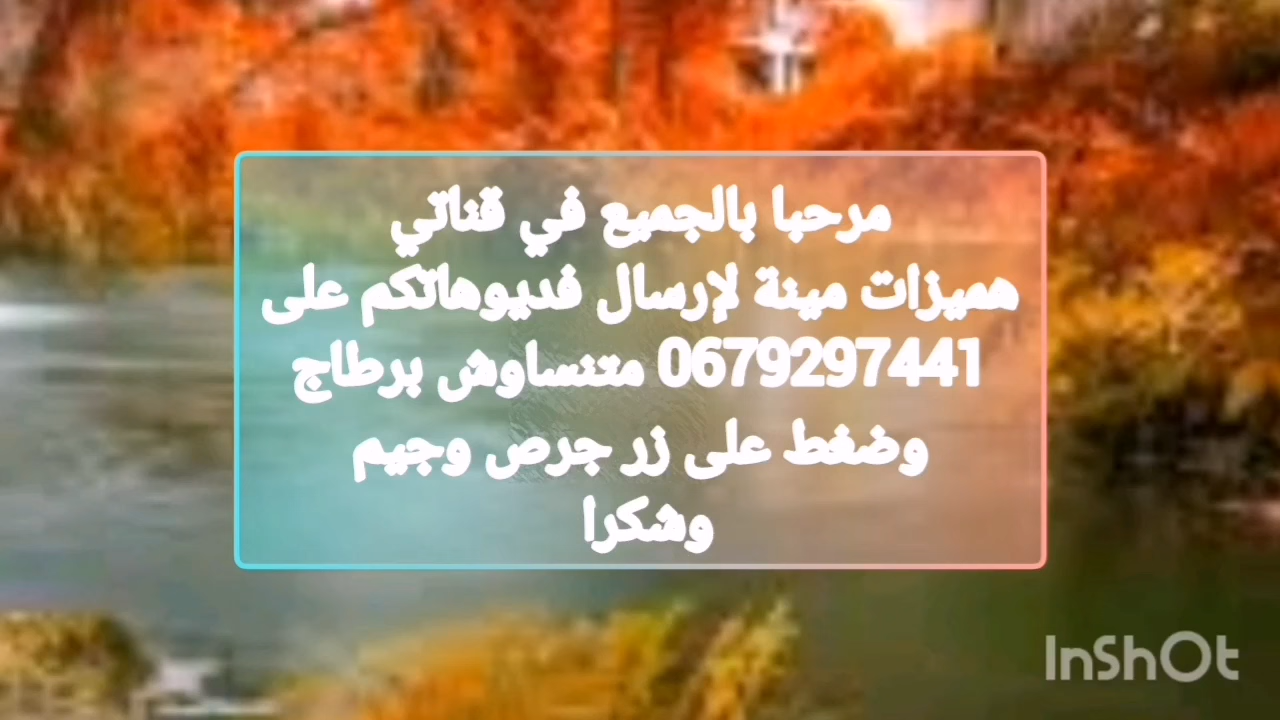 مرحبا بالجميع في قناتي
هميزات مينة لإرسال فديوهاتكم على
0679297441 متنساوش برطاج
وضغط على زر جرص وجيم
وشكرا
InShOt